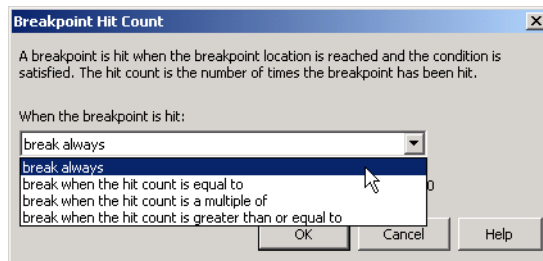 Breakpoint Hit Count
A breakpoint is hit when the breakpoint location is reached and the condition is
satisfied. The hit count is the number of times the breakpoint has been hit.
When the breakpoint is hit:
break always
break always
break when the hit count is equal to
break when the hit count is a multiple of
break when the hit count is greater than or equal to
OK
Cancel
Help